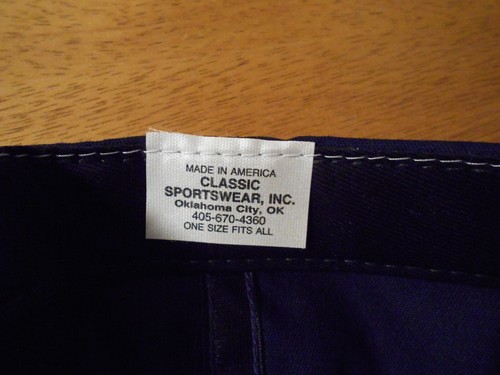 MADE IN AMERICA
CLASSIC
SPORTSWEAR, INC.
Oklahoma City, OK
405-670-4360
ONE SIZE FITS ALL